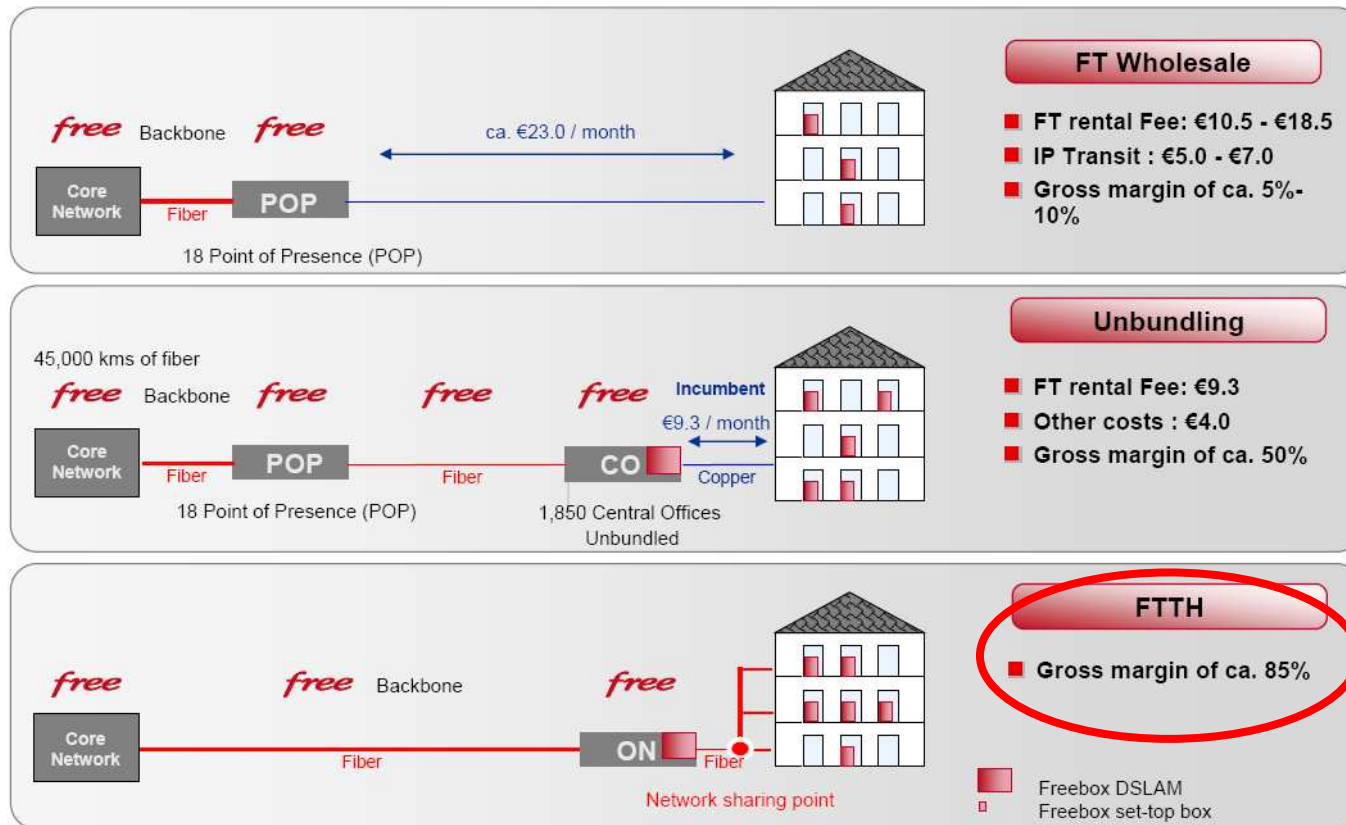 FT Wholesale
free Backbone free
ca. €23.0 / month
Core
Network
Fiber
POP
18 Point of Presence (POP)
FT rental Fee: €10.5 - €18.5
IP Transit : €5.0 - €7.0
Gross margin of ca. 5%-
10%
Unbundling
45,000 kms of fiber
free Backbone free free free
Incumbent
€9.3 / month
Core
Network
Fiber
POP
Fiber
CO
Copper
18 Point of Presence (POP)
1,850 Central Offices
Unbundled
FT rental Fee: €9.3
Other costs : €4.0
Gross margin of ca. 50%
FTTH
Gross margin of ca. 85%
free free Backbone free
Core
Network
Fiber
ON
Fiber
Network sharing point
Freebox DSLAM
Freebox set-top box